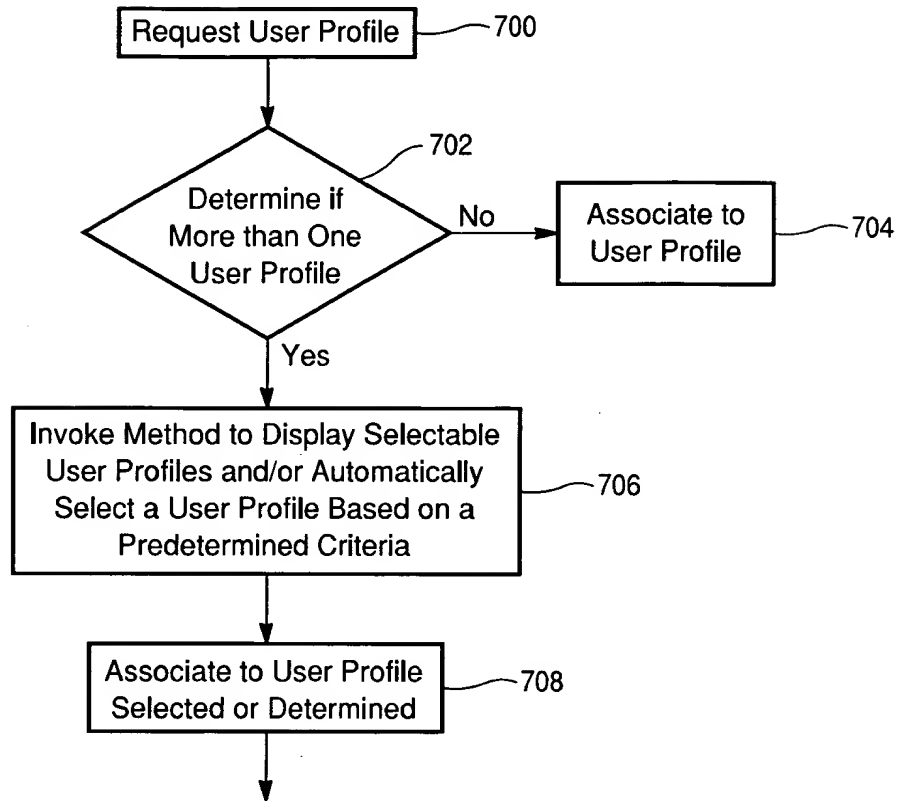 Request User Profile
700
702
Determine if
More than One
User Profile
No
Associate to
User Profile
704
Yes
Invoke Method to Display Selectable
User Profiles and/or Automatically
Select a User Profile Based on a
Predetermined Criteria
706
Associate to User Profile
Selected or Determined
708